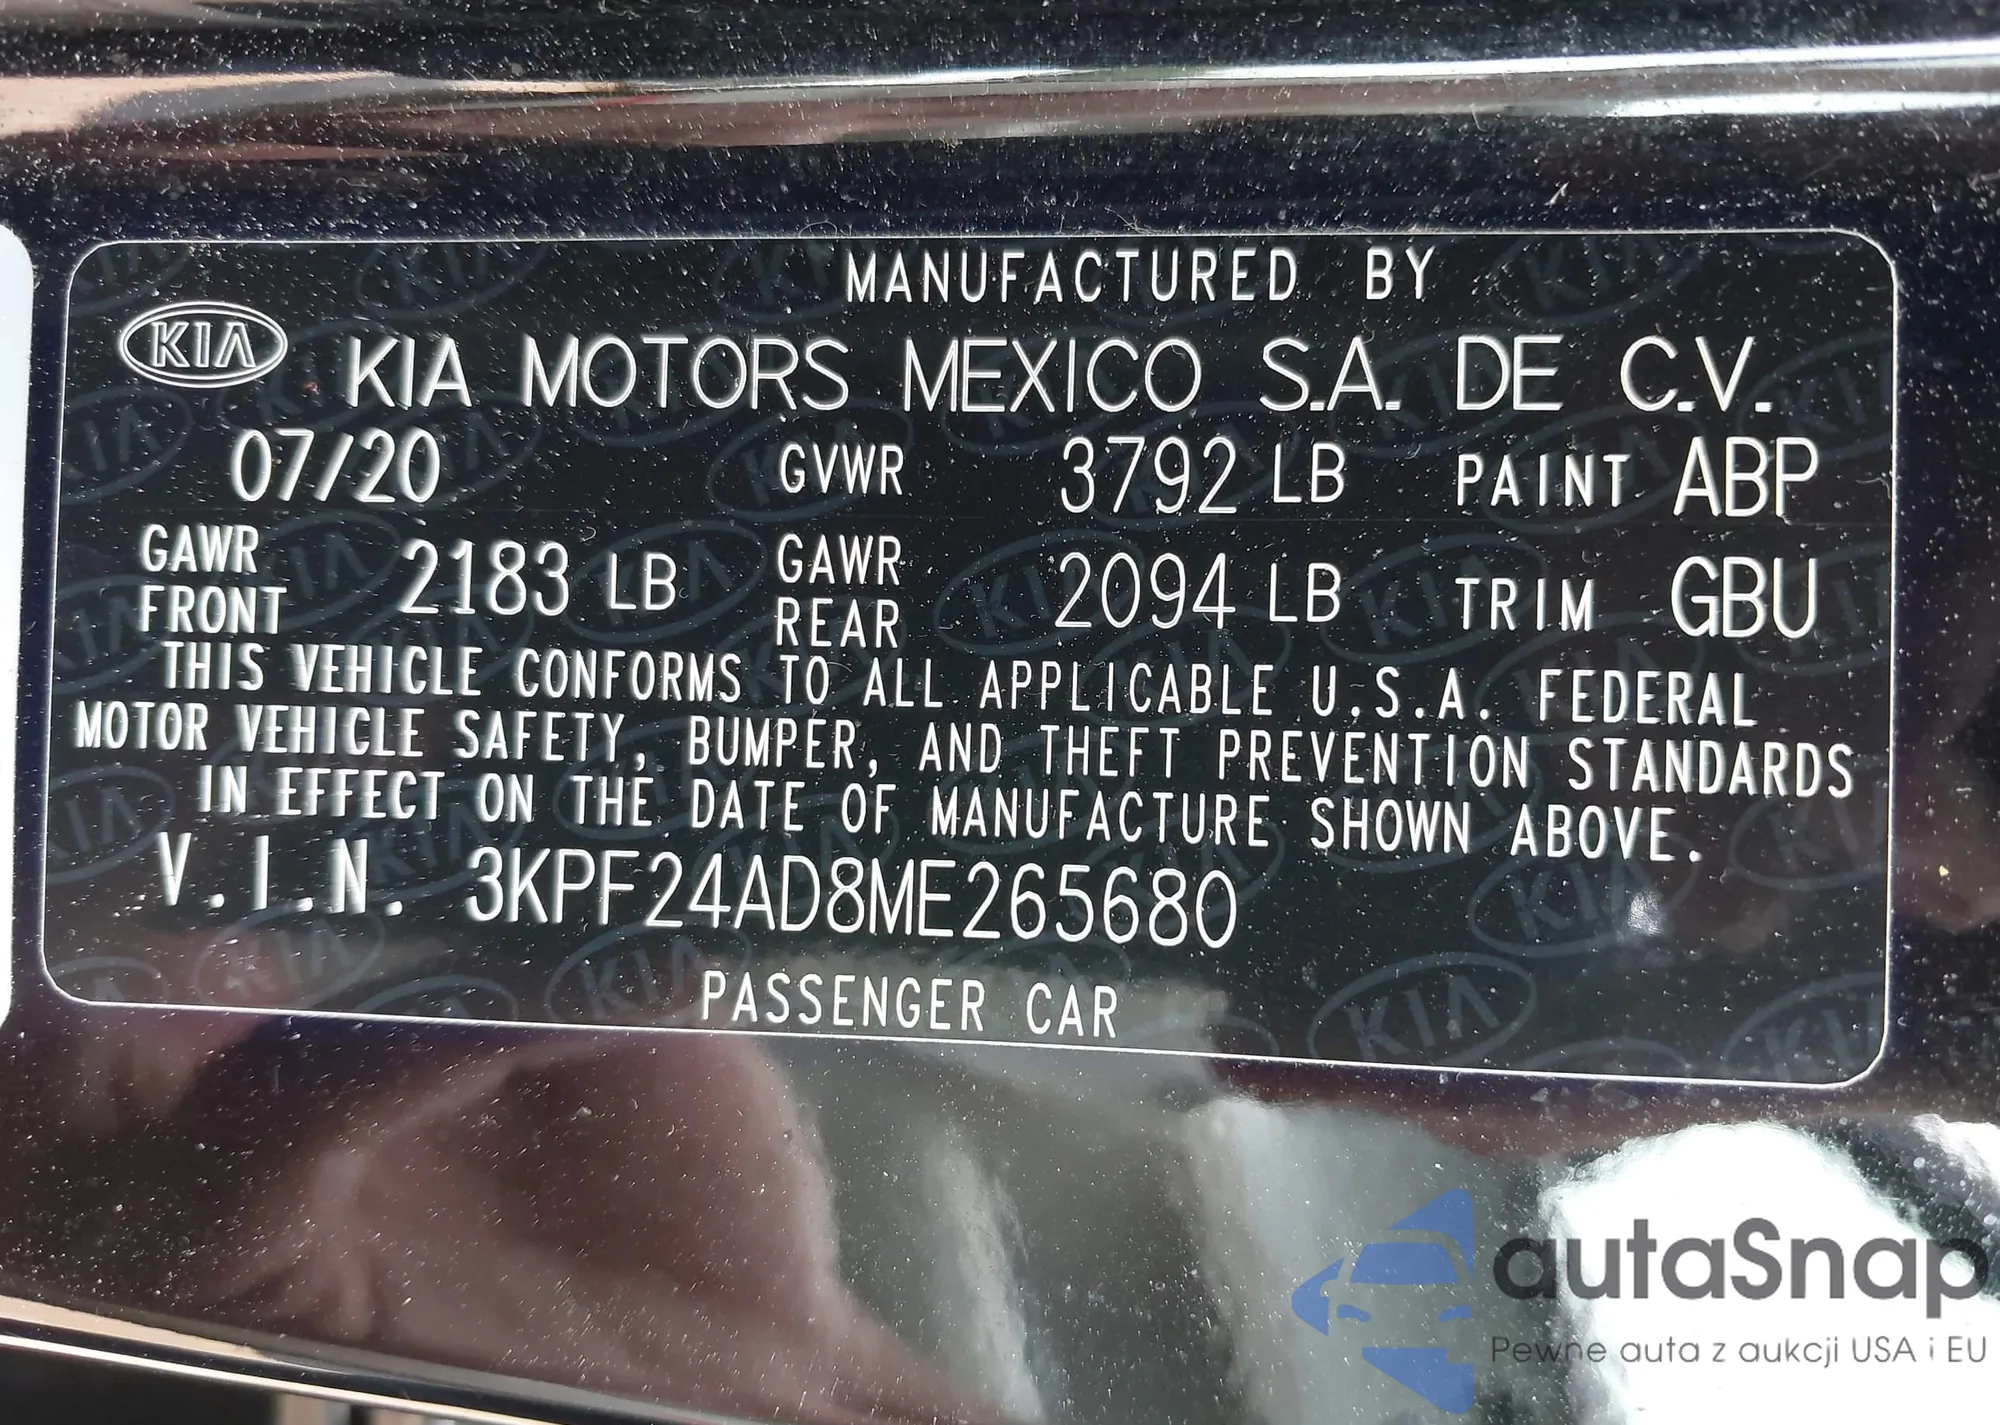 MANUFACTURED BY
KIA KIA MOTORS MEXICO S.A. DE C.V.
07/20 GVWR 3792 LB PAINT ABP
GAWR FRONT 2183 LB GAWR REAR 2094 LB TRIM GBU
THIS VEHICLE CONFORMS TO ALL APPLICABLE U.S.A. FEDERAL
MOTOR VEHICLE SAFETY, BUMPER, AND THEFT PREVENTION STANDARDS
IN EFFECT ON THE DATE OF MANUFACTURE SHOWN ABOVE.
V.I.N. 3KPF24AD8ME265680
PASSENGER CAR
autaSnap
Pewne auta z aukcji USA i EU